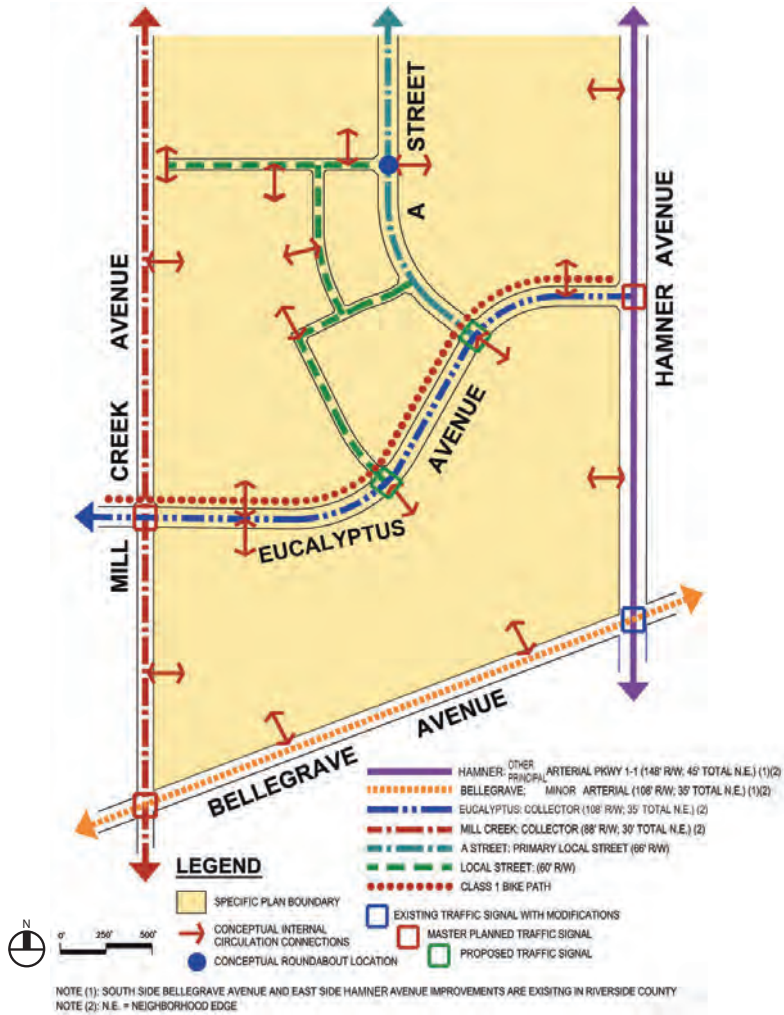 STREET
A
HAMNER AVENUE
MILL CREEK AVENUE
EUCALYPTUS
AVENUE
BELLEGRAVE AVENUE
HAMNER: OTHER PRINCIPAL ARTERIAL PKWY 1-1 (148' R/W; 45' TOTAL N.E.) (1)(2)
BELLEGRAVE; MINOR ARTERIAL (108' R/W; 35' TOTAL N.E.) (1)(2)
EUCALYPTUS: COLLECTOR (108' R/W; 35' TOTAL N.E.) (2)
MILL CREEK: COLLECTOR (88' R/W; 30' TOTAL N.E.) (2)
A STREET: PRIMARY LOCAL STREET (66' R/W)
LOCAL STREET: (60' R/W)
CLASS 1 BIKE PATH
LEGEND
SPECIFIC PLAN BOUNDARY
CONCEPTUAL INTERNAL
CIRCULATION CONNECTIONS
CONCEPTUAL ROUNDABOUT LOCATION
EXISTING TRAFFIC SIGNAL WITH MODIFICATIONS
MASTER PLANNED TRAFFIC SIGNAL
PROPOSED TRAFFIC SIGNAL
N
0' 250' 500'
NOTE (1): SOUTH SIDE BELLEGRAVE AVENUE AND EAST SIDE HAMNER AVENUE IMPROVEMENTS ARE EXISITNG IN RIVERSIDE COUNTY
NOTE (2): N.E. = NEIGHBORHOOD EDGE